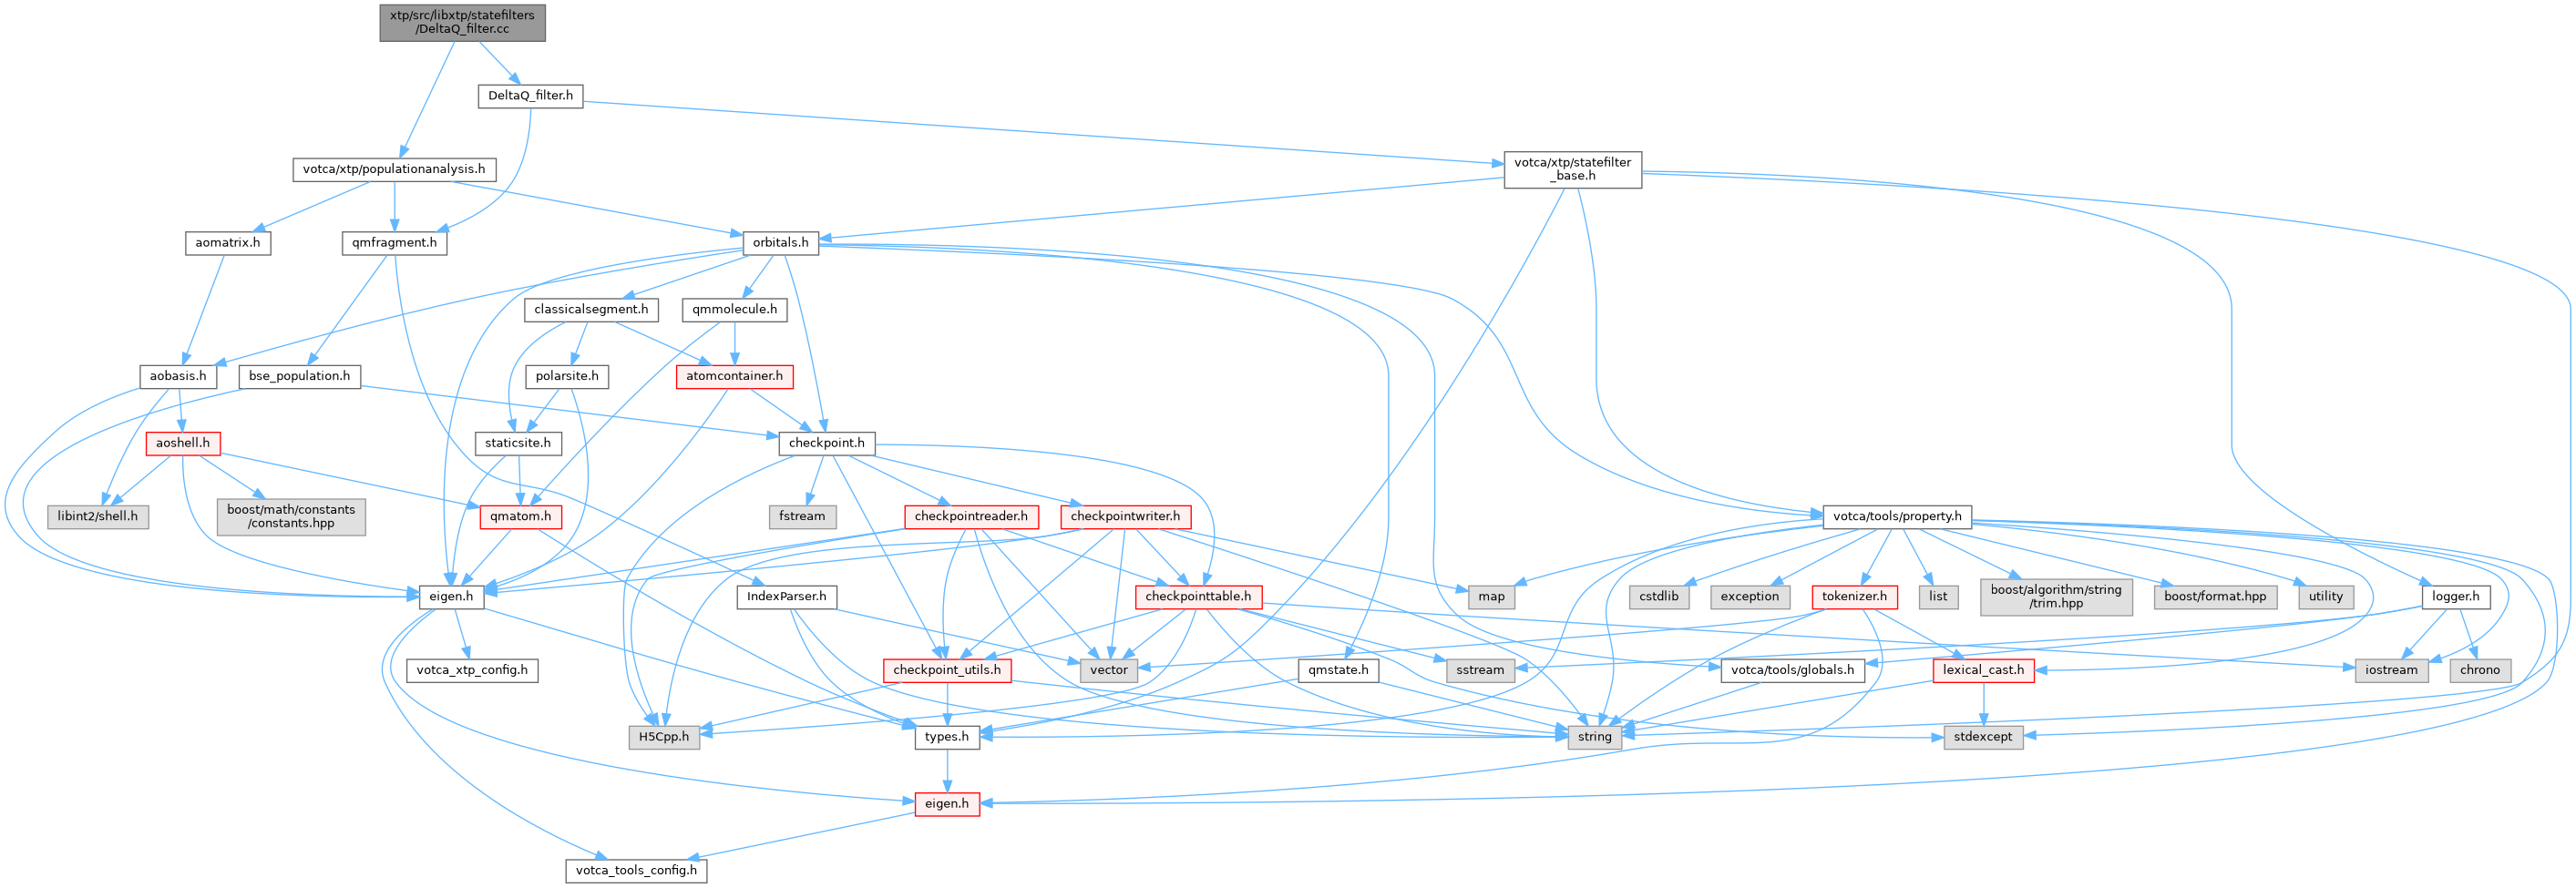 xtp/src/libxtp/statefilters
/DeltaQ_filter.cc
DeltaQ_filter.h
votca/xtp/populationanalysis.h
votca/xtp/statefilter
_base.h
aomatrix.h
qmfragment.h
orbitals.h
classicalsegment.h
qmmolecule.h
aobasis.h
bse_population.h
polarsite.h
atomcontainer.h
aoshell.h
staticsite.h
checkpoint.h
libint2/shell.h
boost/math/constants
/constants.hpp
qmatom.h
fstream
checkpointreader.h
checkpointwriter.h
votca/tools/property.h
eigen.h
IndexParser.h
checkpointtable.h
map
cstdlib
exception
tokenizer.h
list
boost/algorithm/string
/trim.hpp
boost/format.hpp
utility
logger.h
votca_xtp_config.h
checkpoint_utils.h
vector
qmstate.h
sstream
votca/tools/globals.h
lexical_cast.h
iostream
chrono
H5Cpp.h
types.h
string
stdexcept
eigen.h
votca_tools_config.h